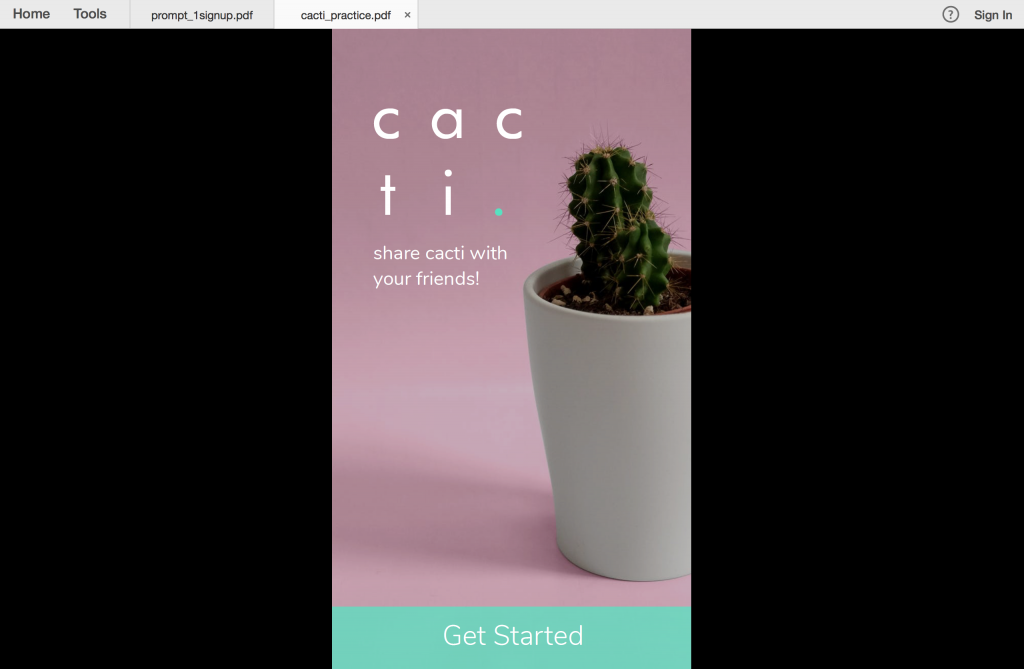 Home Tools prompt_1signup.pdf cacti_practice.pdf × ? Sign In
c a c
t i .
share cacti with
your friends!
Get Started